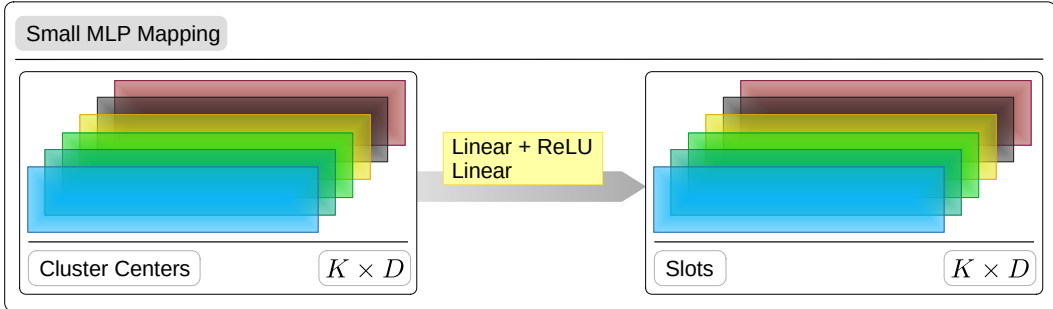 Small MLP Mapping
Linear + ReLU
Linear
Cluster Centers
K × D
Slots
K × D